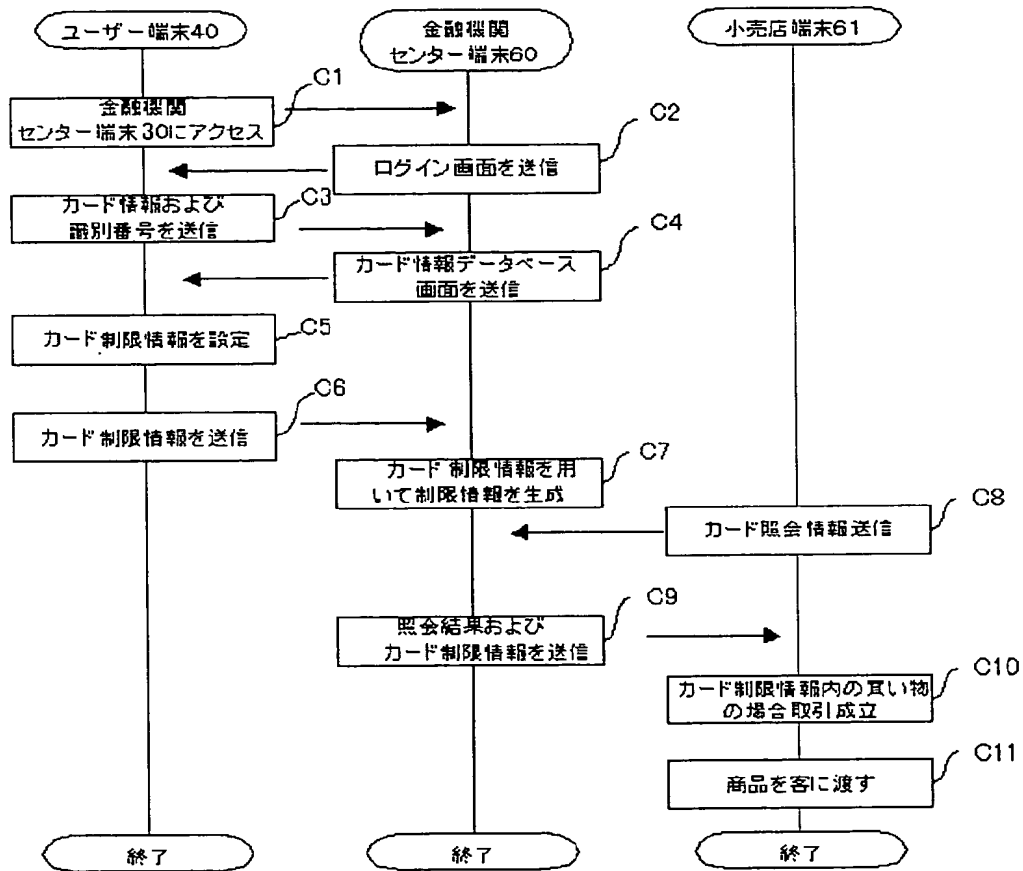 ユーザー端末40
金融機関
センター端末60
小売店端末61
C1
金融機関
センター端末30にアクセス
C2
ログイン画面を送信
C3
カード情報および
識別番号を送信
C4
カード情報データベース
画面を送信
C5
カード制限情報を設定
C6
カード制限情報を送信
C7
カード制限情報を用
いて制限情報を生成
C8
カード照会情報送信
C9
照会結果および
カード制限情報を送信
C10
カード制限情報内の買い物
の場合取引成立
C11
商品を客に渡す
終了
終了
終了